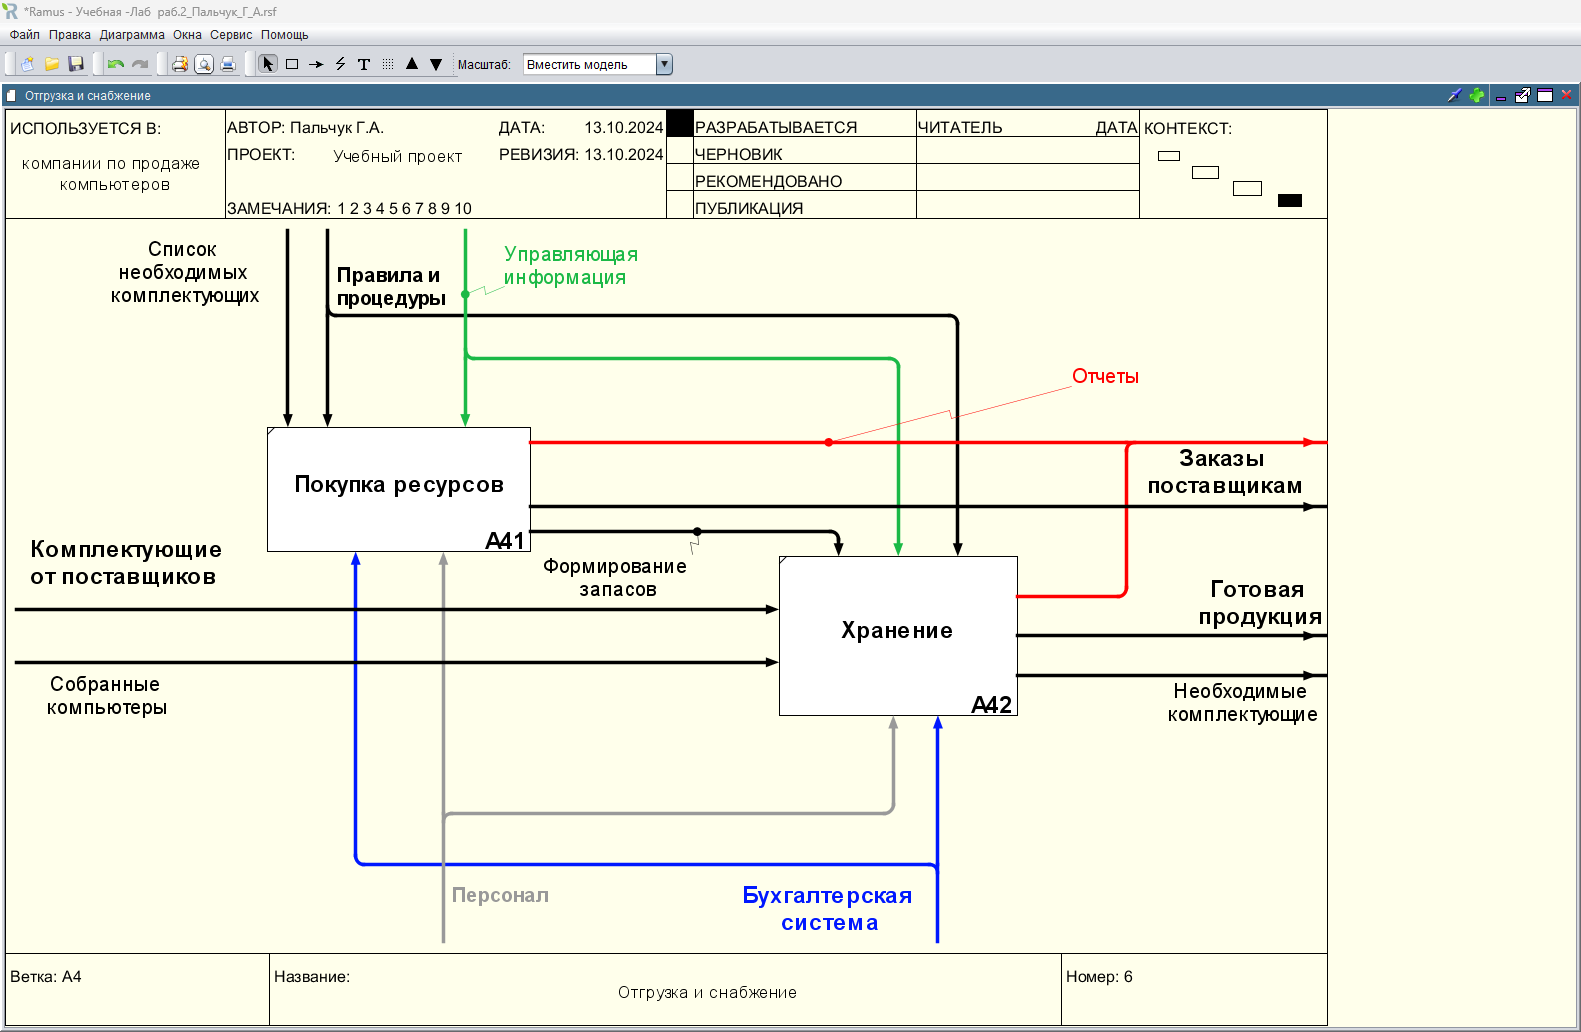 *Ramus - Учебная -Лаб  раб.2_Пальчук_Г_А.rsf
Файл Правка Диаграмма Окна Сервис Помощь
T Масштаб: Вместить модель
Отгрузка и снабжение
ИСПОЛЬЗУЕТСЯ В:
компании по продаже
компьютеров
АВТОР: Пальчук Г.А.
ДАТА: 13.10.2024
ПРОЕКТ: Учебный проект
РЕВИЗИЯ: 13.10.2024
ЗАМЕЧАНИЯ: 1 2 3 4 5 6 7 8 9 10
РАЗРАБАТЫВАЕТСЯ
ЧЕРНОВИК
РЕКОМЕНДОВАНО
ПУБЛИКАЦИЯ
ЧИТАТЕЛЬ ДАТА
КОНТЕКСТ:
Список
необходимых
комплектующих
Правила и
процедуры
Управляющая
информация
Отчеты
Покупка ресурсов
A41
Заказы
поставщикам
Комплектующие
от поставщиков
Формирование
запасов
Хранение
A42
Готовая
продукция
Собранные
компьютеры
Необходимые
комплектующие
Персонал
Бухгалтерская
система
Ветка: A4
Название:
Отгрузка и снабжение
Номер: 6